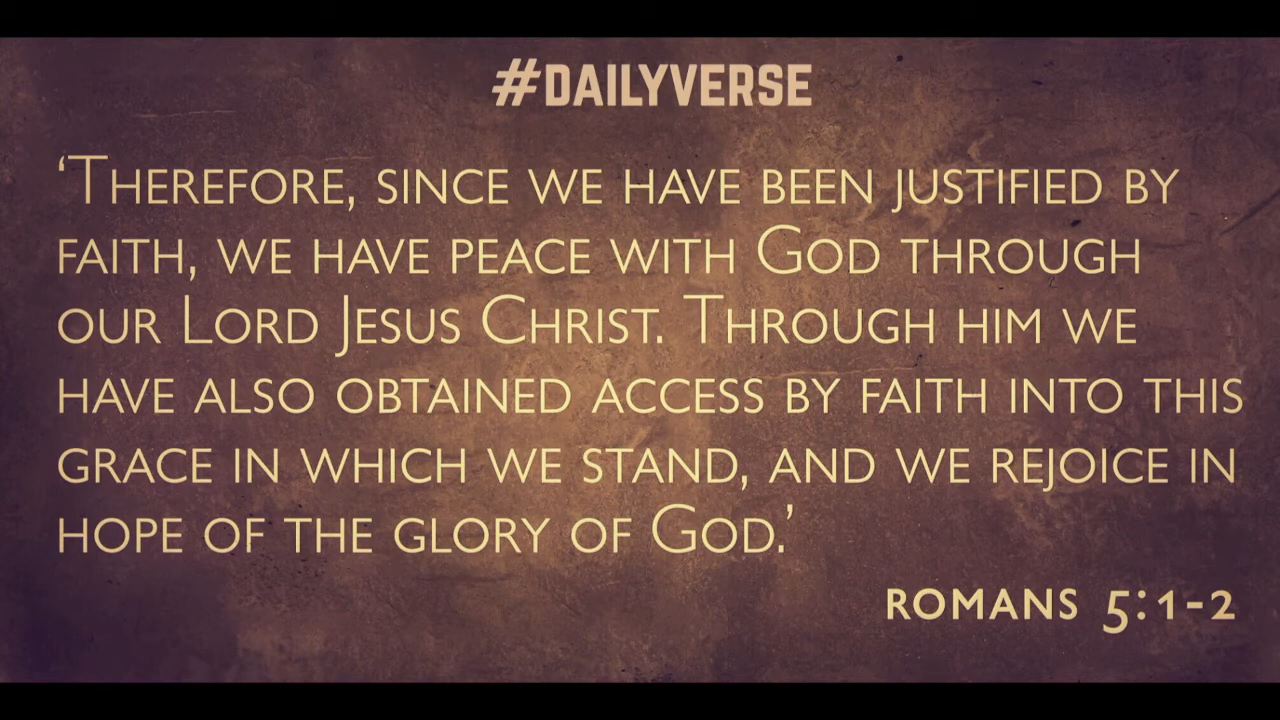 #DAILYVERSE
‘Therefore, since we have been justified by
faith, we have peace with God through
our Lord Jesus Christ. Through him we
have also obtained access by faith into this
grace in which we stand, and we rejoice in
hope of the glory of God.’
ROMANS 5:1-2